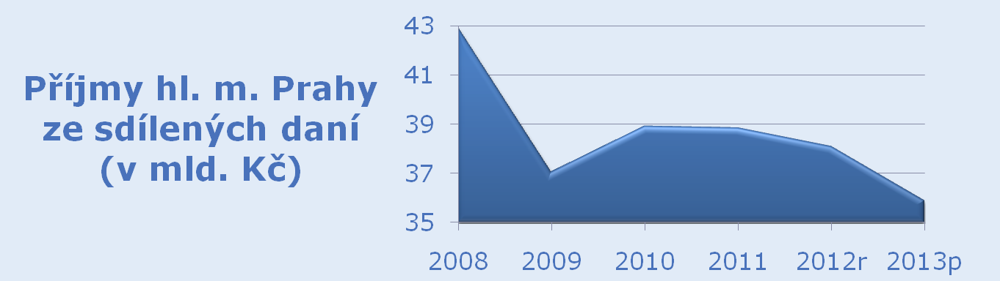 Příjmy hl. m. Prahy
ze sdílených daní
(v mld. Kč)
43
41
39
37
35
2008 2009 2010 2011 2012r 2013p